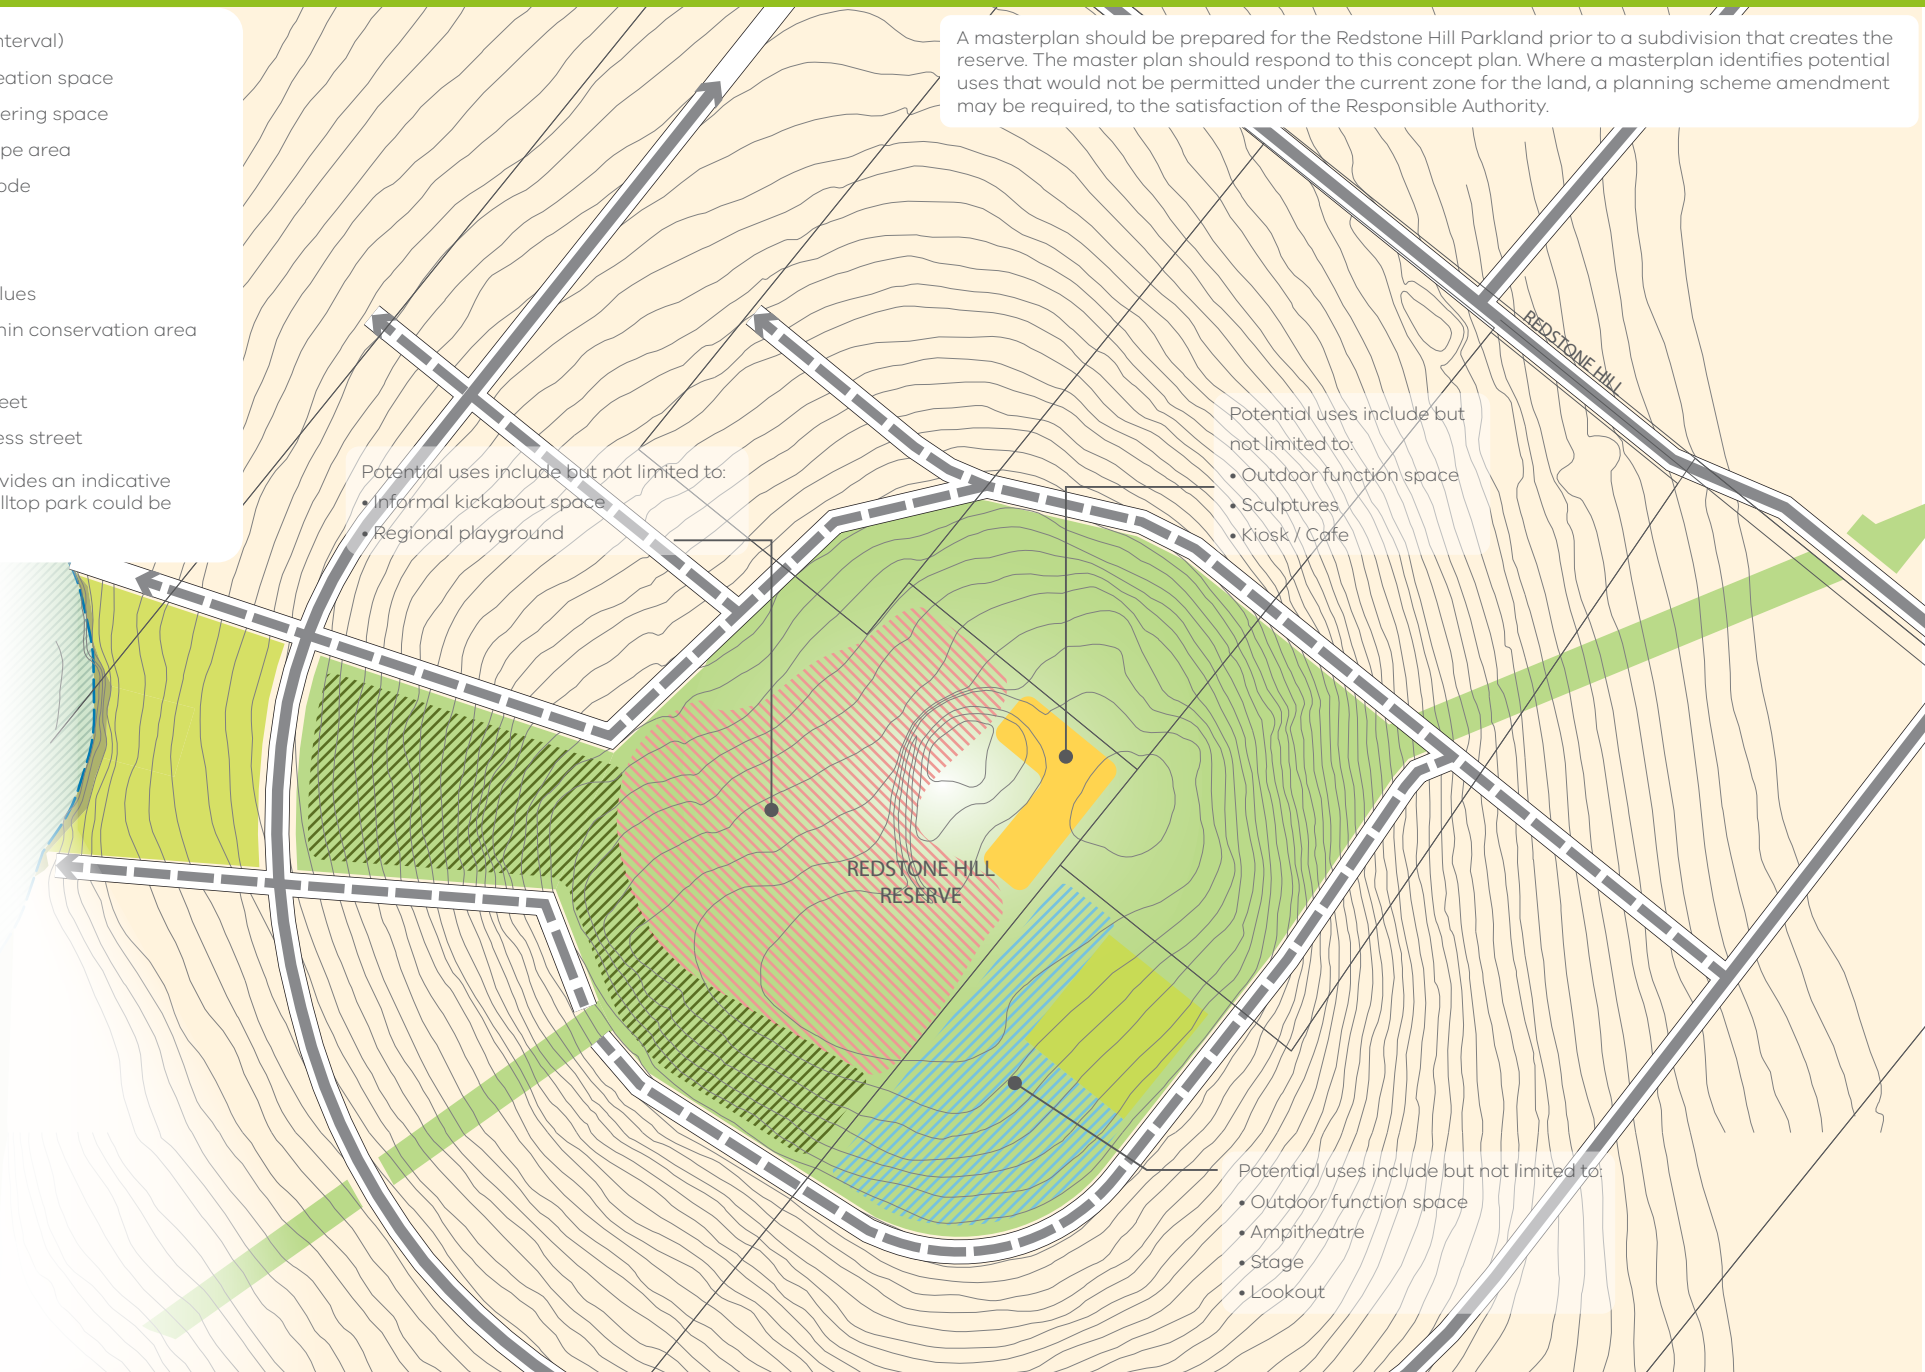 nterval)
eation space
ering space
pe area
ode
lues
hin conservation area
eet
ess street
vides an indicative
lltop park could be
A masterplan should be prepared for the Redstone Hill Parkland prior to a subdivision that creates the
reserve. The master plan should respond to this concept plan. Where a masterplan identifies potential
uses that would not be permitted under the current zone for the land, a planning scheme amendment
may be required, to the satisfaction of the Responsible Authority.
REDSTONE HILL
Potential uses include but
not limited to:
• Outdoor function space
• Sculptures
• Kiosk / Cafe
Potential uses include but not limited to:
• Informal kickabout space
• Regional playground
REDSTONE HILL
RESERVE
Potential uses include but not limited to:
• Outdoor function space
• Ampitheatre
• Stage
• Lookout